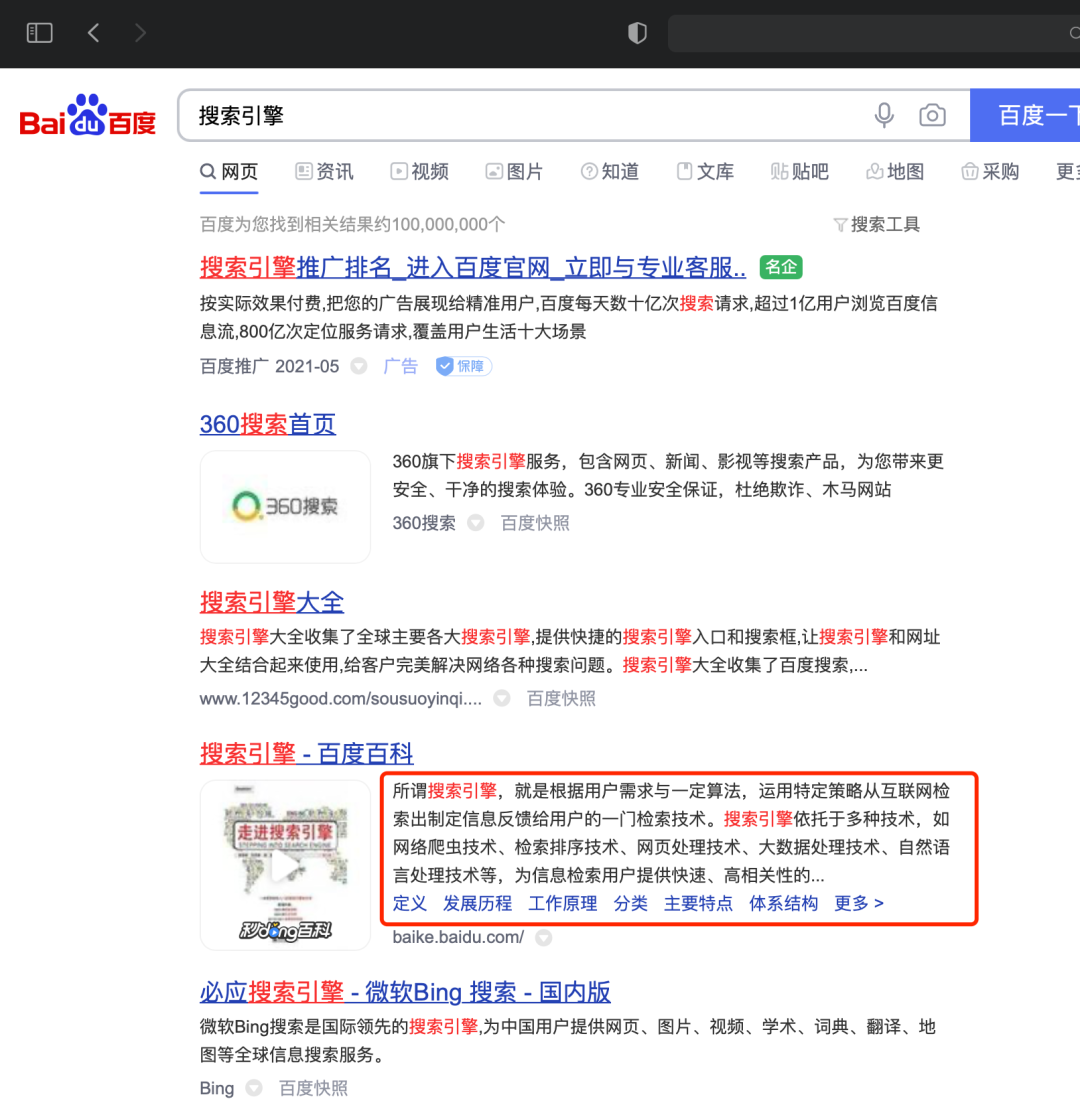 Bai du 百度
搜索引擎
百度一下
网页 资讯 视频 图片 知道 文库 贴吧 地图 采购 更多
百度为您找到相关结果约100,000,000个
搜索工具
搜索引擎推广排名_进入百度官网_立即与专业客服.. 名企
按实际效果付费,把您的广告展现给精准用户,百度每天数十亿次搜索请求,超过1亿用户浏览百度信
息流,800亿次定位服务请求,覆盖用户生活十大场景
百度推广 2021-05 广告 保障
360搜索首页
360搜索
360旗下搜索引擎服务，包含网页、新闻、影视等搜索产品，为您带来更
安全、干净的搜索体验。360专业安全保证，杜绝欺诈、木马网站
360搜索 百度快照
搜索引擎大全
搜索引擎大全收集了全球主要各大搜索引擎,提供快捷的搜索引擎入口和搜索框,让搜索引擎和网址
大全结合起来使用,给客户完美解决网络各种搜索问题。搜索引擎大全收集了百度搜索,...
www.12345good.com/sousuoyinqi.... 百度快照
搜索引擎 - 百度百科
走进搜索引擎
STEPPING INTO SEARCH ENGINE
秒dong百科
所谓搜索引擎，就是根据用户需求与一定算法，运用特定策略从互联网检
索出制定信息反馈给用户的一门检索技术。搜索引擎依托于多种技术，如
网络爬虫技术、检索排序技术、网页处理技术、大数据处理技术、自然语
言处理技术等，为信息检索用户提供快速、高相关性的...
定义 发展历程 工作原理 分类 主要特点 体系结构 更多 >
baike.baidu.com/
必应搜索引擎 - 微软Bing 搜索 - 国内版
微软Bing搜索是国际领先的搜索引擎,为中国用户提供网页、图片、视频、学术、词典、翻译、地
图等全球信息搜索服务。
Bing 百度快照